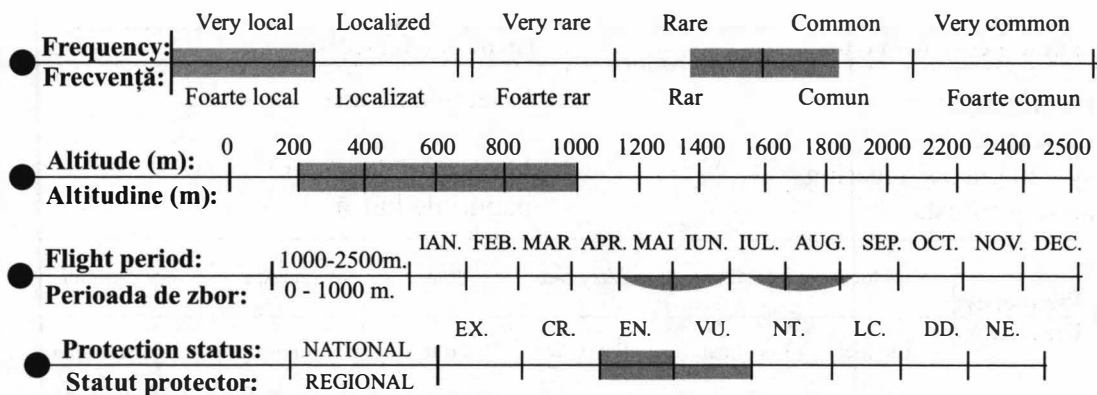 Very local Localized Very rare Rare Common Very common
Frequency:
Frecvență:
Foarte local Localizat Foarte rar Rar Comun Foarte comun
0 200 400 600 800 1000 1200 1400 1600 1800 2000 2200 2400 2500
Altitude (m):
Altitudine (m):
IAN. FEB. MAR APR. MAI IUN. IUL. AUG. SEP. OCT. NOV. DEC.
Flight period: 1000-2500m.
Perioada de zbor: 0 - 1000 m.
EX. CR. EN. VU. NT. LC. DD. NE.
Protection status: NATIONAL
Statut protector: REGIONAL